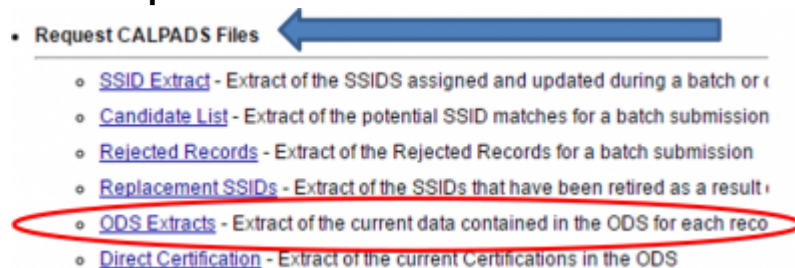 Request CALPADS Files
SSID Extract - Extract of the SSIDS assigned and updated during a batch or
Candidate List - Extract of the potential SSID matches for a batch submission
Rejected Records - Extract of the Rejected Records for a batch submission
Replacement SSIDs - Extract of the SSIDs that have been retired as a result
ODS Extracts - Extract of the current data contained in the ODS for each
Direct Certification - Extract of the current Certifications in the ODS